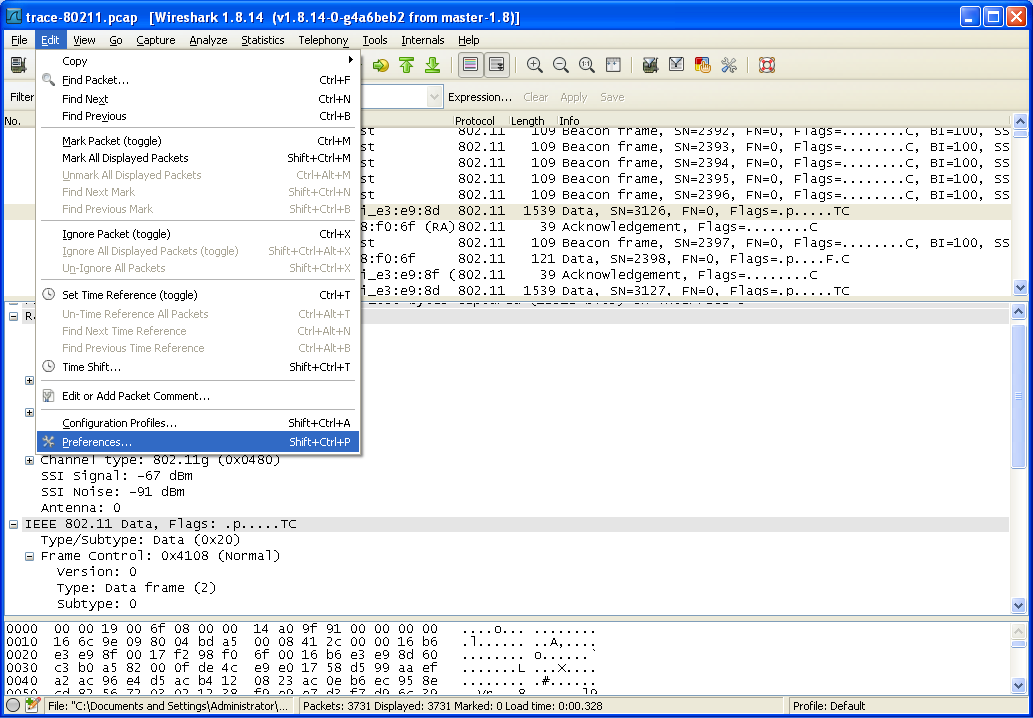 trace-80211.pcap [Wireshark 1.8.14 (v1.8.14-0-g4a6beb2 from master-1.8)]
File Edit View Go Capture Analyze Statistics Telephony Tools Internals Help
Filter Expression... Clear Apply Save
No. Protocol Length Info
Copy
Find Packet... Ctrl+F
Find Next Ctrl+N
Find Previous Ctrl+B
Mark Packet (toggle) Ctrl+M
Mark All Displayed Packets Shift+Ctrl+M
Unmark All Displayed Packets Ctrl+Alt+M
Find Next Mark Shift+Ctrl+N
Find Previous Mark Shift+Ctrl+B
Ignore Packet (toggle) Ctrl+X
Ignore All Displayed Packets (toggle) Shift+Ctrl+Alt+X
Un-Ignore All Packets Shift+Ctrl+X
Set Time Reference (toggle) Ctrl+T
Un-Time Reference All Packets Ctrl+Alt+T
Find Next Time Reference Ctrl+Alt+N
Find Previous Time Reference Ctrl+Alt+B
Time Shift... Shift+Ctrl+T
Edit or Add Packet Comment...
Configuration Profiles... Shift+Ctrl+A
Preferences... Shift+Ctrl+P
st 802.11 109 Beacon frame, SN=2392, FN=0, Flags=........C, BI=100, SS
st 802.11 109 Beacon frame, SN=2393, FN=0, Flags=........C, BI=100, SS
st 802.11 109 Beacon frame, SN=2394, FN=0, Flags=........C, BI=100, SS
st 802.11 109 Beacon frame, SN=2395, FN=0, Flags=........C, BI=100, SS
st 802.11 109 Beacon frame, SN=2396, FN=0, Flags=........C, BI=100, SS
i_e3:e9:8d 802.11 1539 Data, SN=3126, FN=0, Flags=.p.....TC
8:f0:6f (RA) 802.11 39 Acknowledgement, Flags=........C
st 802.11 109 Beacon frame, SN=2397, FN=0, Flags=........C, BI=100, SS
8:f0:6f 802.11 121 Data, SN=2398, FN=0, Flags=.p....F.C
i_e3:e9:8f ( 802.11 39 Acknowledgement, Flags=........C
i_e3:e9:8d 802.11 1539 Data, SN=3127, FN=0, Flags=.p.....TC
Channel type: 802.11g (0x0480)
SSI Signal: -67 dBm
SSI Noise: -91 dBm
Antenna: 0
IEEE 802.11 Data, Flags: .p.....TC
Type/Subtype: Data (0x20)
Frame Control: 0x4108 (Normal)
Version: 0
Type: Data frame (2)
Subtype: 0
0000 00 00 19 00 6f 08 00 00 14 a0 9f 91 00 00 00 00 ....o... ........
0010 16 6c 9e 09 80 04 bd a5 00 08 41 2c 00 00 16 b6 .l...... ..A,....
0020 e3 e9 8f 00 17 f2 98 f0 6f 00 16 b6 e3 e9 8d 60 ........ o......`
0030 c3 b0 a5 82 00 0f de 4c e9 e0 17 58 d5 99 aa ef .......L ...X....
0040 a2 ac 96 e4 d5 ac b4 12 08 23 ac 0e b6 ec 95 8e ........ .#......
File: "C:\Documents and Settings\Administrator\... Packets: 3731 Displayed: 3731 Marked: 0 Load time: 0:00.328 Profile: Default